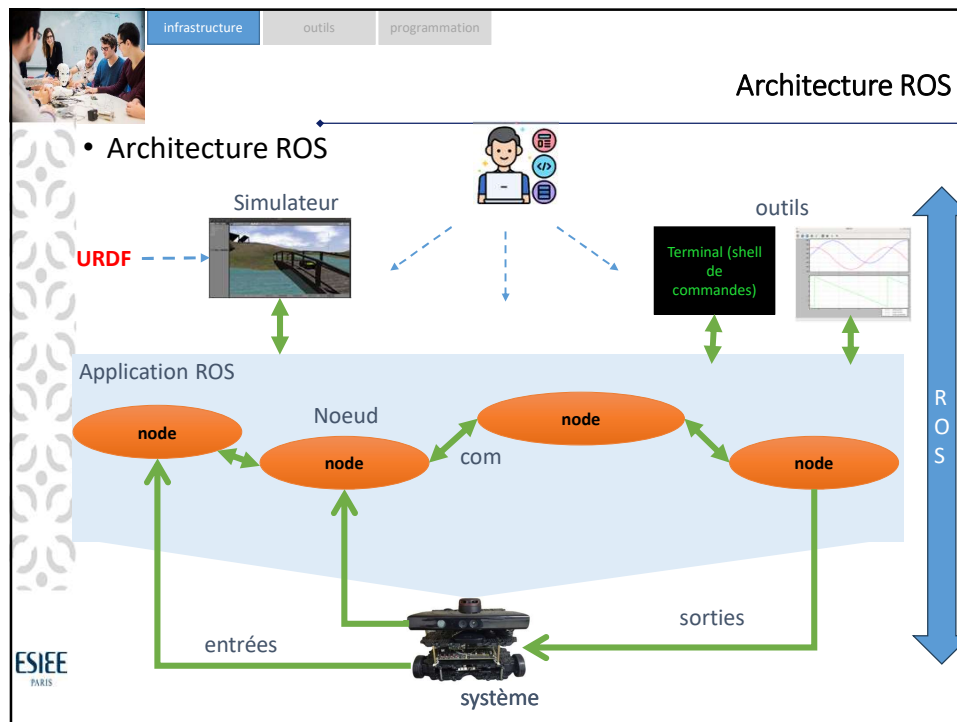 infrastructure
outils
programmation
Architecture ROS
• Architecture ROS
Simulateur
outils
URDF
Terminal (shell
de
commandes)
Application ROS
Noeud
node
node
node
node
com
R
O
S
entrées
sorties
système
ESIEE
PARIS